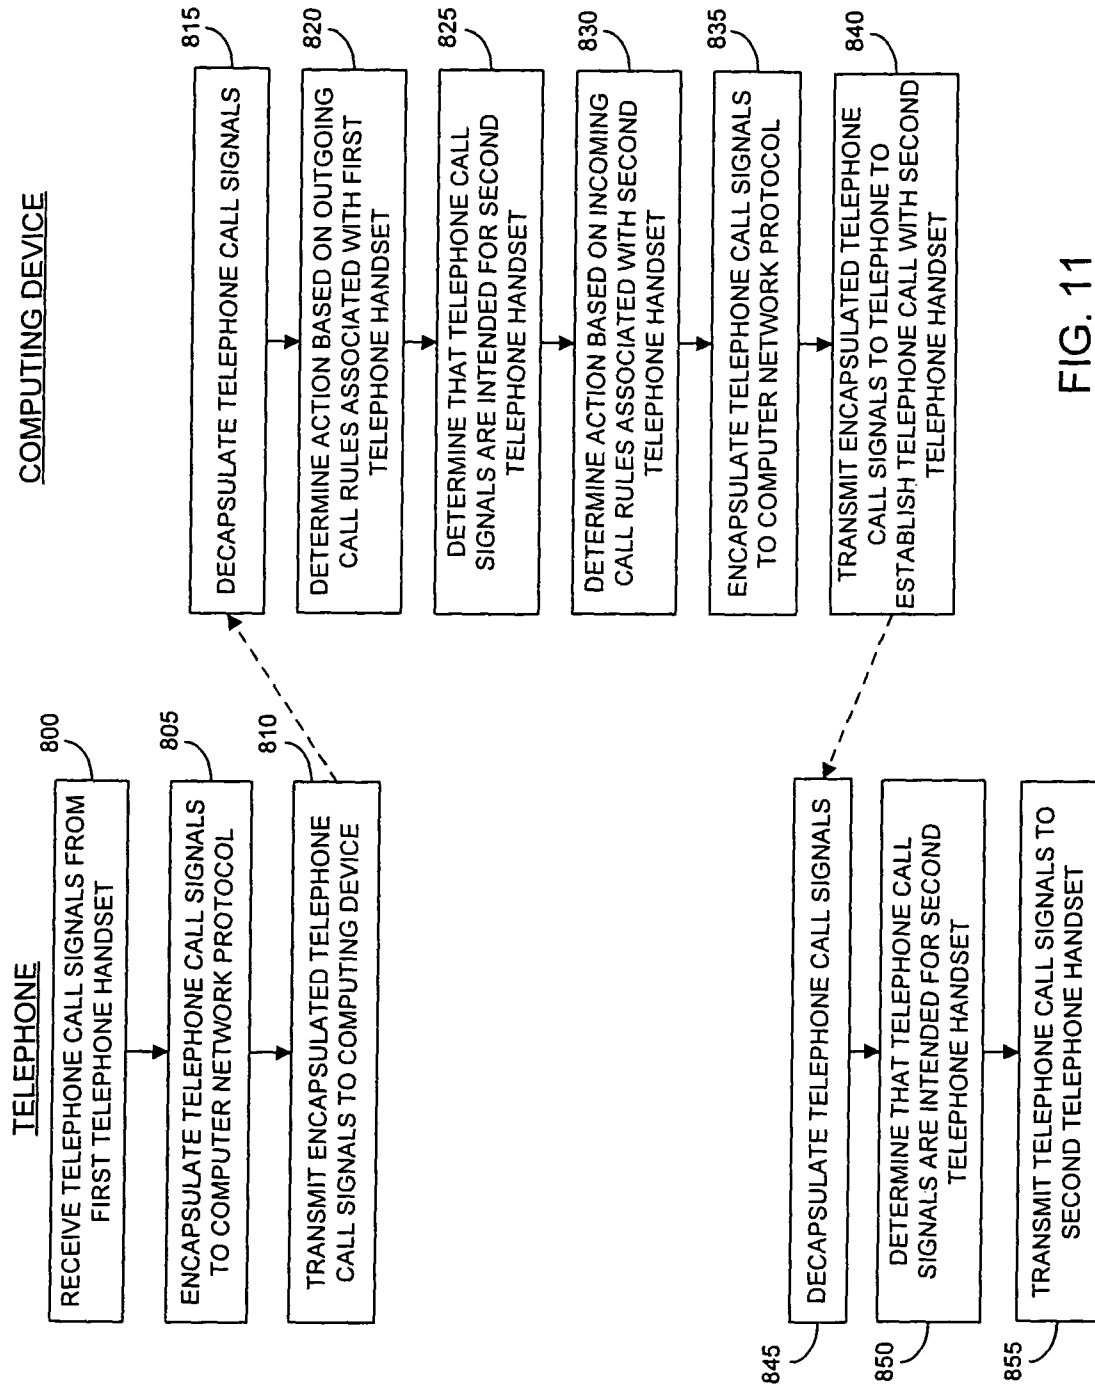 TELEPHONE
800
RECEIVE TELEPHONE CALL SIGNALS FROM
FIRST TELEPHONE HANDSET
805
ENCAPSULATE TELEPHONE CALL SIGNALS
TO COMPUTER NETWORK PROTOCOL
810
TRANSMIT ENCAPSULATED TELEPHONE
CALL SIGNALS TO COMPUTING DEVICE
COMPUTING DEVICE
815
DECAPSULATE TELEPHONE CALL SIGNALS
820
DETERMINE ACTION BASED ON OUTGOING
CALL RULES ASSOCIATED WITH FIRST
TELEPHONE HANDSET
825
DETERMINE THAT TELEPHONE CALL
SIGNALS ARE INTENDED FOR SECOND
TELEPHONE HANDSET
830
DETERMINE ACTION BASED ON INCOMING
CALL RULES ASSOCIATED WITH SECOND
TELEPHONE HANDSET
835
ENCAPSULATE TELEPHONE CALL SIGNALS
TO COMPUTER NETWORK PROTOCOL
840
TRANSMIT ENCAPSULATED TELEPHONE
CALL SIGNALS TO TELEPHONE TO
ESTABLISH TELEPHONE CALL WITH SECOND
TELEPHONE HANDSET
845
DECAPSULATE TELEPHONE CALL SIGNALS
850
DETERMINE THAT TELEPHONE CALL
SIGNALS ARE INTENDED FOR SECOND
TELEPHONE HANDSET
855
TRANSMIT TELEPHONE CALL SIGNALS TO
SECOND TELEPHONE HANDSET
FIG. 11